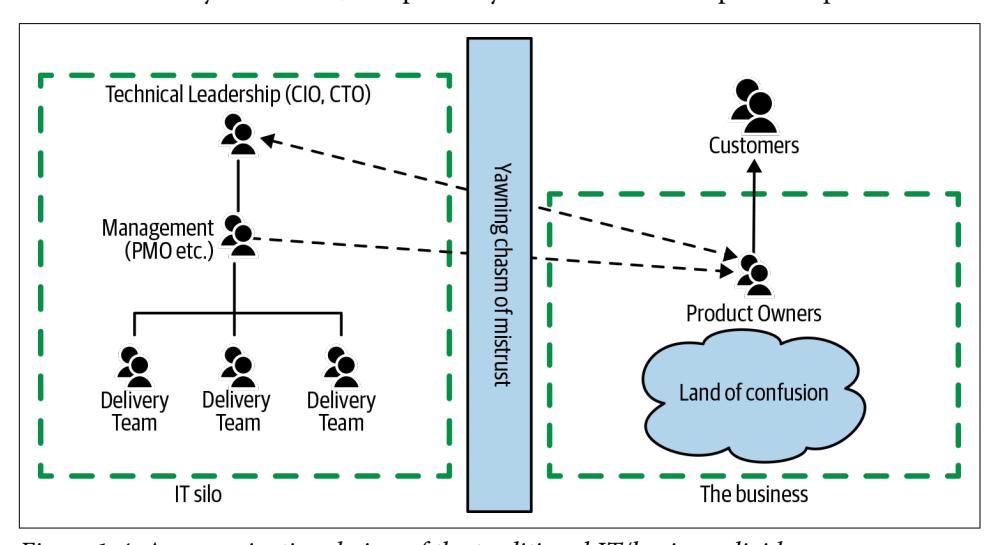 Technical Leadership (CIO, CTO)
Management
(PMO etc.)
Delivery
Team
Delivery
Team
Delivery
Team
IT silo
Yawning chasm of mistrust
Customers
Product Owners
Land of confusion
The business